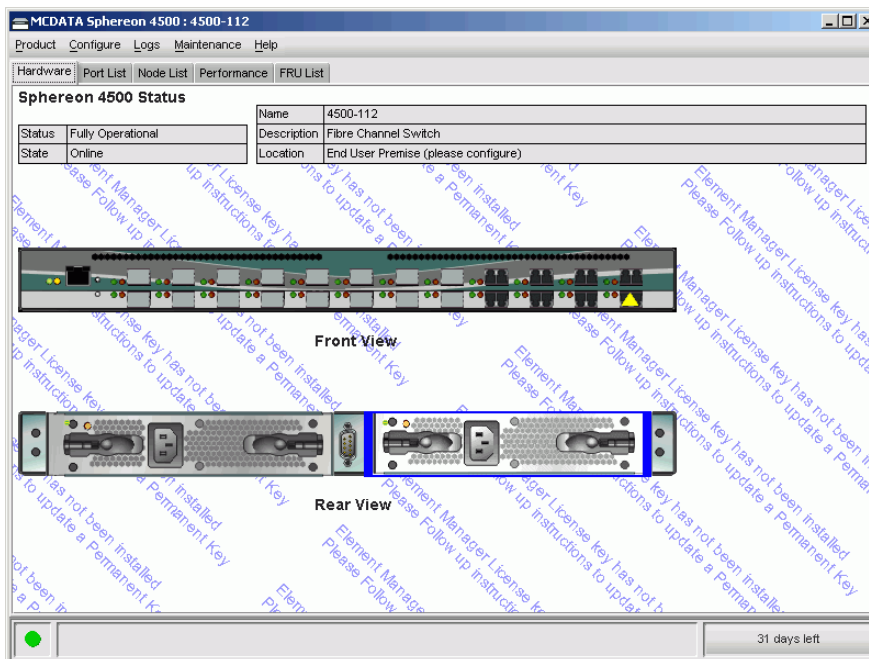 MCDATA Sphereon 4500 : 4500-112
Product Configure Logs Maintenance Help
Hardware Port List Node List Performance FRU List
Sphereon 4500 Status
Name 4500-112
Status Fully Operational Description Fibre Channel Switch
State Online Location End User Premise (please configure)
Element Manager License key has not been installed
Please Follow up instructions to update a Permanent Key
Front View
Rear View
31 days left